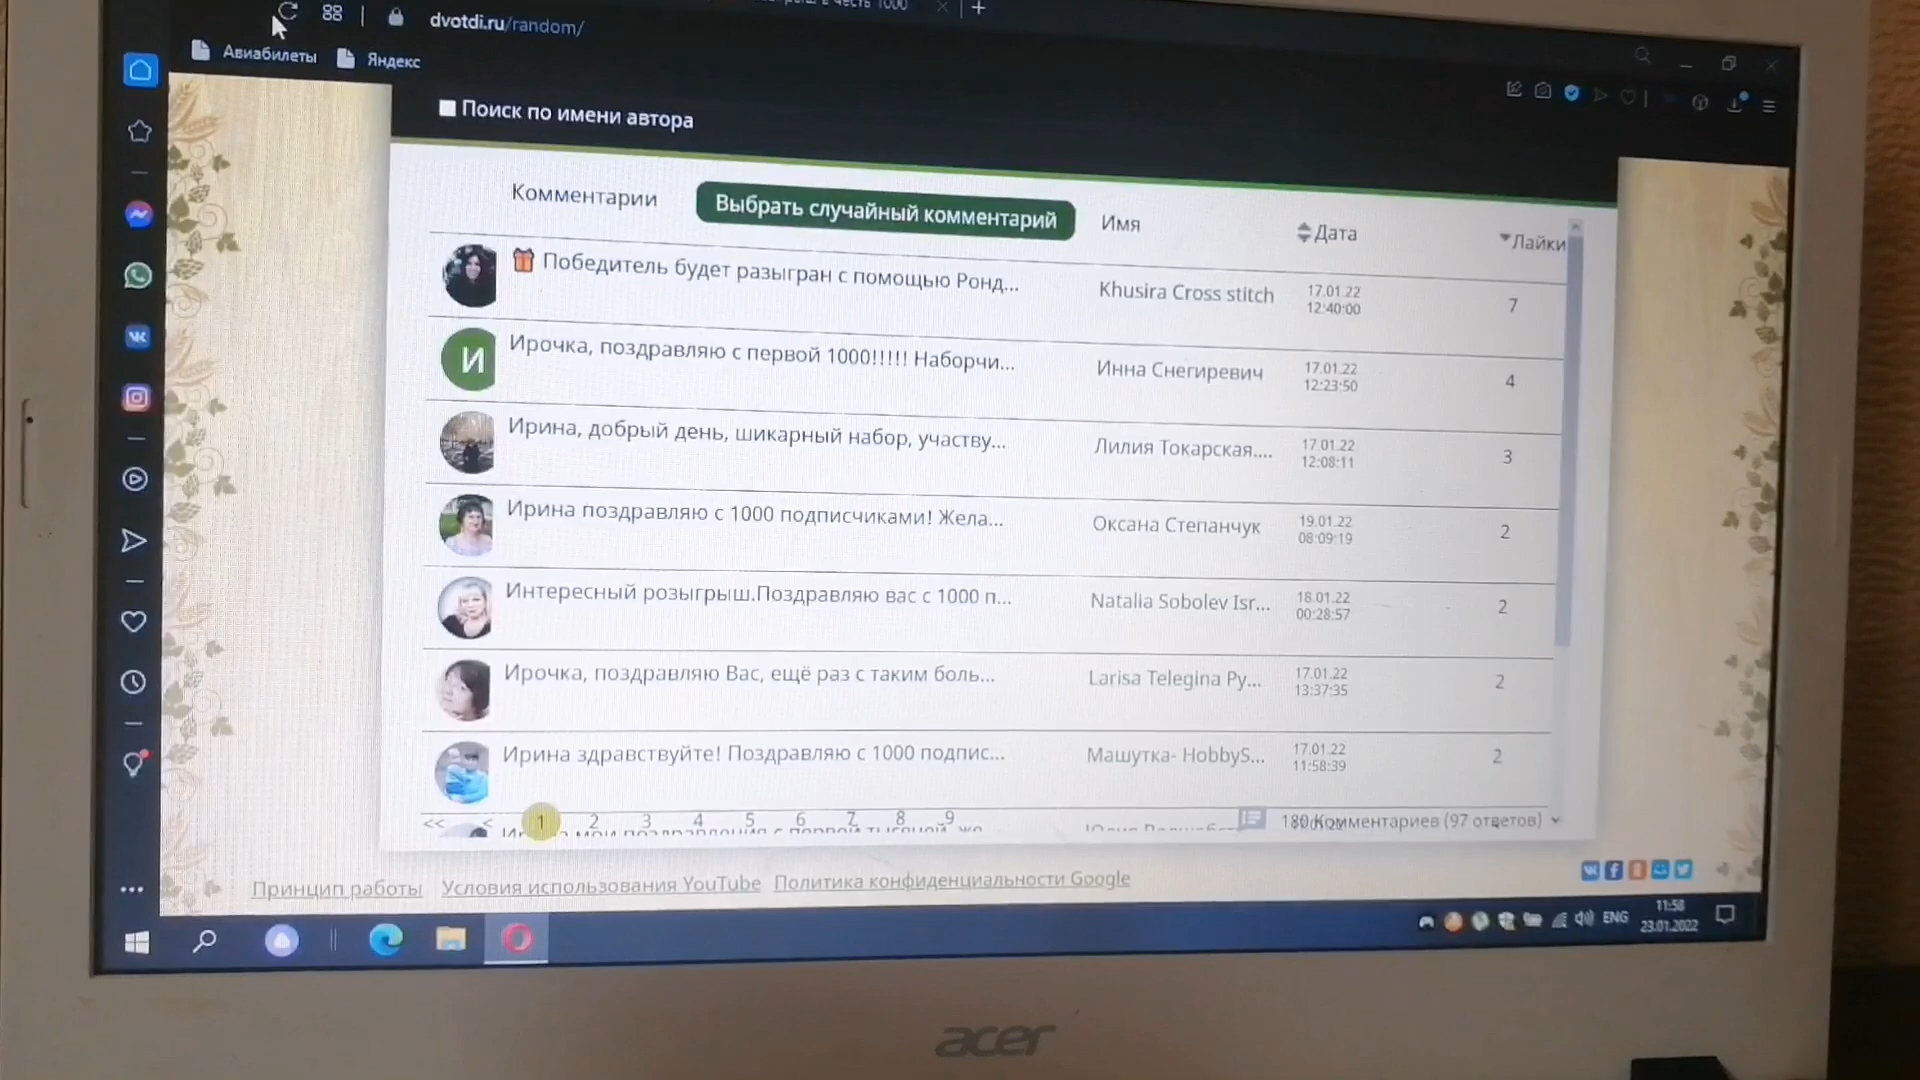 честь 1000
dvotdi.ru/random/
Авиабилеты Яндекс
Поиск по имени автора
Комментарии Выбрать случайный комментарий Имя Дата Лайки
Победитель будет разыгран с помощью Ронд... Khusira Cross stitch 17.01.22 12:40:00 7
И Ирочка, поздравляю с первой 1000!!!!! Наборчи... Инна Снегиревич 17.01.22 12:23:50 4
Ирина, добрый день, шикарный набор, участву... Лилия Токарская.... 17.01.22 12:08:11 3
Ирина поздравляю с 1000 подписчиками! Жела... Оксана Степанчук 19.01.22 08:09:19 2
Интересный розыгрыш.Поздравляю вас с 1000 п... Natalia Sobolev Isr... 18.01.22 00:28:57 2
Ирочка, поздравляю Вас, ещё раз с таким боль... Larisa Telegina Ру... 17.01.22 13:37:35 2
Ирина здравствуйте! Поздравляю с 1000 подпис... Машутка- HobbyS... 17.01.22 11:58:39 2
<< < 1 2 3 4 5 6 7 8 9 180 Комментариев (97 ответов)
Принцип работы Условия использования YouTube Политика конфиденциальности Google
ENG 11:58
23.01.2022
acer